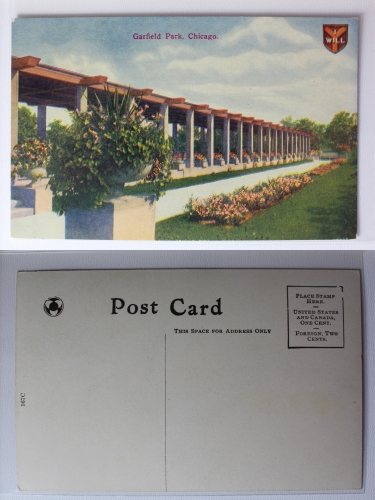 Garfield Park, Chicago.
I
WILL
Post Card
This Space for Address Only
Place Stamp
Here.
United States
and Canada,
One Cent.
Foreign, Two
Cents.